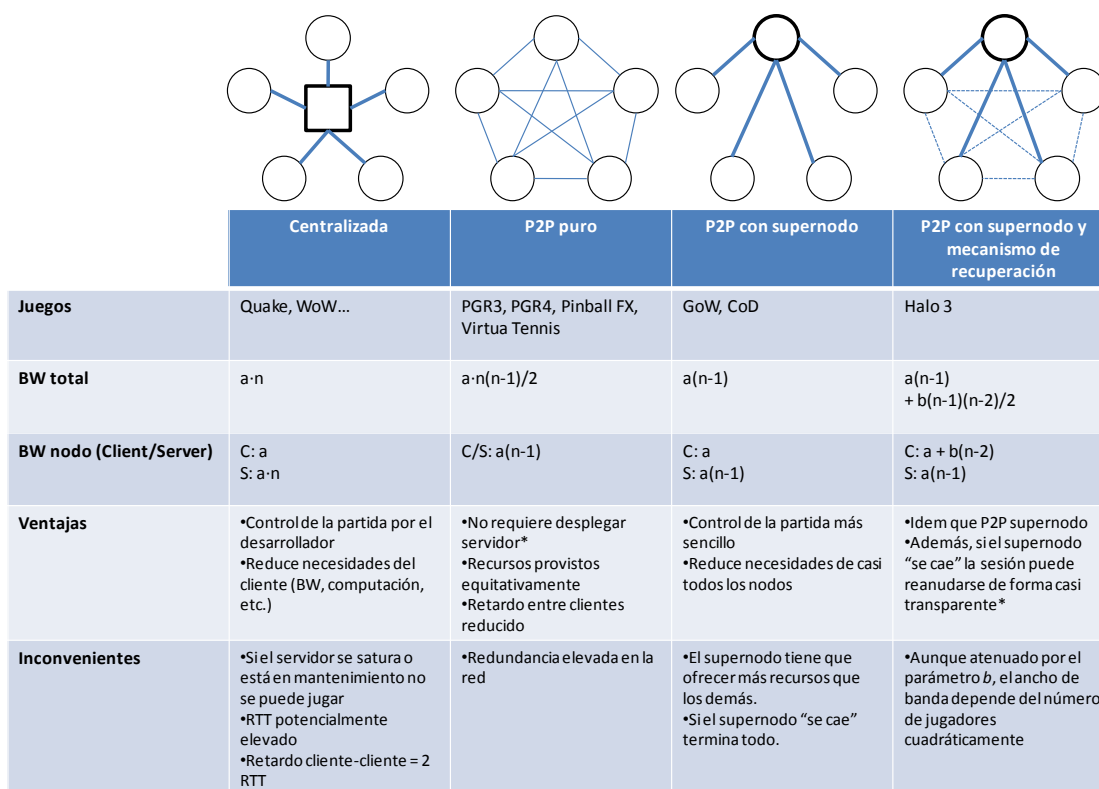 Centralizada
P2P puro
P2P con supernodo
P2P con supernodo y
mecanismo de
recuperación
Juegos
Quake, WoW...
PGR3, PGR4, Pinball FX,
Virtua Tennis
GoW, CoD
Halo 3
BW total
a·n
a·n(n-1)/2
a(n-1)
a(n-1)
+ b(n-1)(n-2)/2
BW nodo (Client/Server)
C: a
S: a·n
C/S: a(n-1)
C: a
S: a(n-1)
C: a + b(n-2)
S: a(n-1)
Ventajas
•Control de la partida por el
desarrollador
•Reduce necesidades del
cliente (BW, computación,
etc.)
•No requiere desplegar
servidor*
•Recursos provistos
equitativamente
•Retardo entre clientes
reducido
•Control de la partida más
sencillo
•Reduce necesidades de casi
todos los nodos
•Idem que P2P supernodo
•Además, si el supernodo
“se cae” la sesión puede
reanudarse de forma casi
transparente*
Inconvenientes
•Si el servidor se satura o
está en mantenimiento no
se puede jugar
•RTT potencialmente
elevado
•Retardo cliente-cliente = 2
RTT
•Redundancia elevada en la
red
•El supernodo tiene que
ofrecer más recursos que
los demás.
•Si el supernodo “se cae”
termina todo.
•Aunque atenuado por el
parámetro b, el ancho de
banda depende del número
de jugadores
cuadráticamente